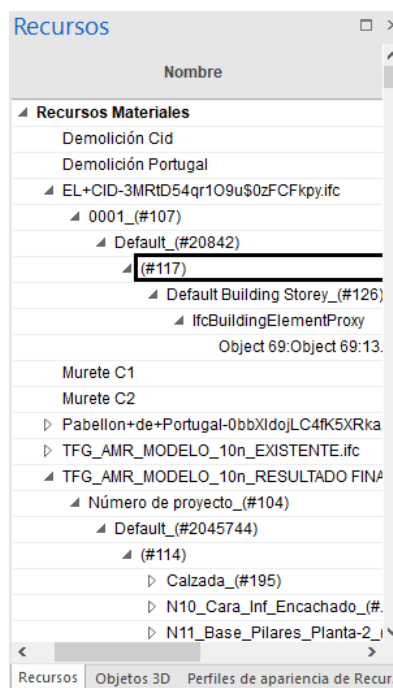 Recursos
Nombre
Recursos Materiales
Demolición Cid
Demolición Portugal
EL+CID-3MRtD54qr1O9u$0zFCFkpy.ifc
0001_(#107)
Default_(#20842)
(#117)
Default Building Storey_(#126)
IfcBuildingElementProxy
Object 69:Object 69:13.
Murete C1
Murete C2
Pabellon+de+Portugal-0bbXIdojLC4fK5XRka
TFG_AMR_MODELO_10n_EXISTENTE.ifc
TFG_AMR_MODELO_10n_RESULTADO FINA
Número de proyecto_(#104)
Default_(#2045744)
(#114)
Calzada_(#195)
N10_Cara_Inf_Encachado_(#.
N11_Base_Pilares_Planta-2_(
Recursos Objetos 3D Perfiles de apariencia de Recur.